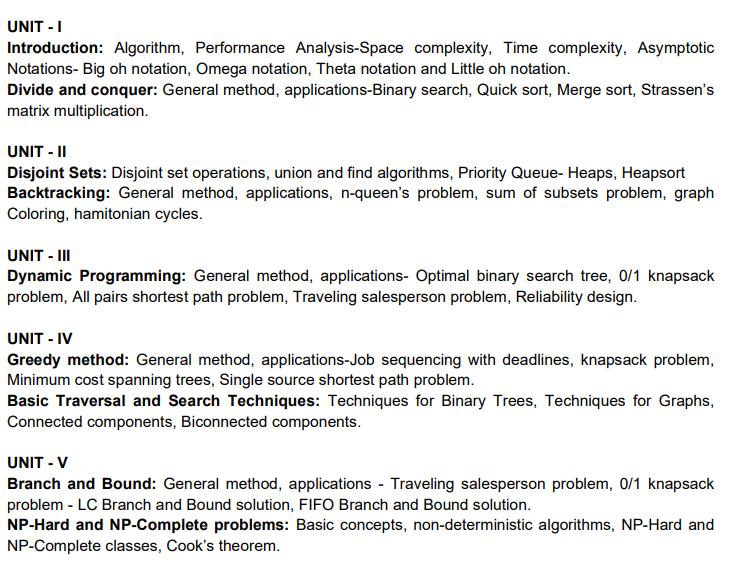 UNIT - I
Introduction: Algorithm, Performance Analysis-Space complexity, Time complexity, Asymptotic
Notations- Big oh notation, Omega notation, Theta notation and Little oh notation.
Divide and conquer: General method, applications-Binary search, Quick sort, Merge sort, Strassen's
matrix multiplication.
UNIT - II
Disjoint Sets: Disjoint set operations, union and find algorithms, Priority Queue- Heaps, Heapsort
Backtracking: General method, applications, n-queen's problem, sum of subsets problem, graph
Coloring, hamitonian cycles.
UNIT - III
Dynamic Programming: General method, applications- Optimal binary search tree, 0/1 knapsack
problem, All pairs shortest path problem, Traveling salesperson problem, Reliability design.
UNIT - IV
Greedy method: General method, applications-Job sequencing with deadlines, knapsack problem,
Minimum cost spanning trees, Single source shortest path problem.
Basic Traversal and Search Techniques: Techniques for Binary Trees, Techniques for Graphs,
Connected components, Biconnected components.
UNIT - V
Branch and Bound: General method, applications - Traveling salesperson problem, 0/1 knapsack
problem - LC Branch and Bound solution, FIFO Branch and Bound solution.
NP-Hard and NP-Complete problems: Basic concepts, non-deterministic algorithms, NP-Hard and
NP-Complete classes, Cook's theorem.